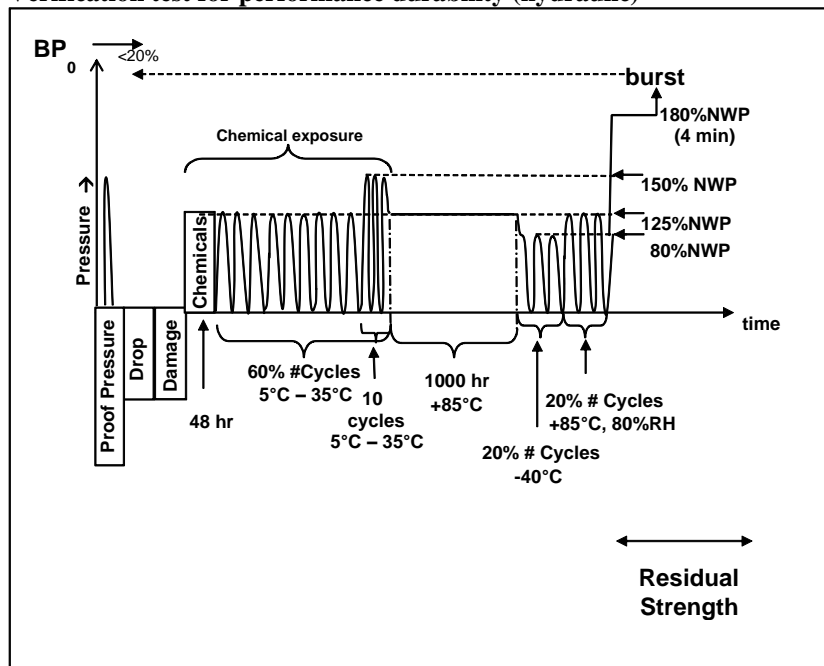 Verification test for performance durability (hydraulic)
BP0
<20%
burst
180%NWP
(4 min)
Chemical exposure
150% NWP
125%NWP
80%NWP
Pressure
Chemicals
time
Proof Pressure
Drop
Damage
48 hr
60% #Cycles
5°C – 35°C
10
cycles
5°C – 35°C
1000 hr
+85°C
20% # Cycles
+85°C, 80%RH
20% # Cycles
-40°C
Residual
Strength